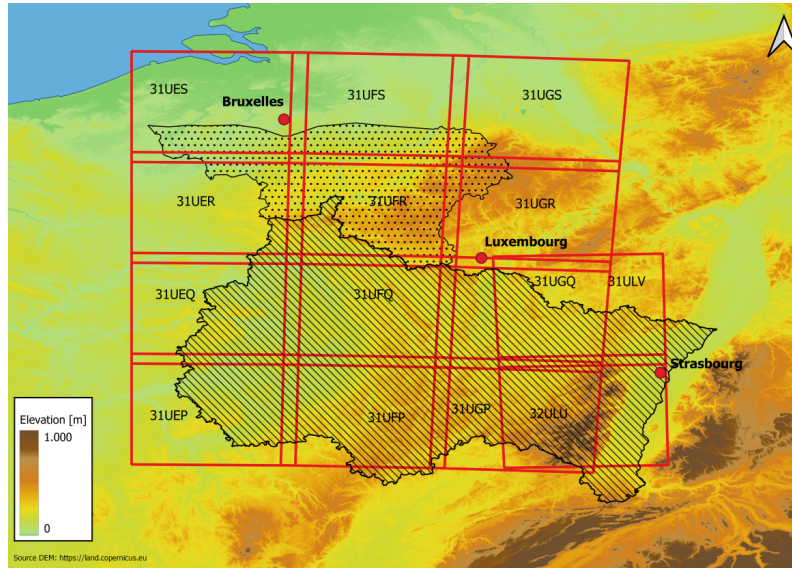 31UES
31UFS
31UGS
Bruxelles
31UER
31UFR
31UGR
Luxembourg
31UEQ
31UFQ
31UGQ
31ULV
Strasbourg
31UEP
31UFP
31UGP
32ULU
Elevation [m]
1.000
0
Source DEM: https://land.copernicus.eu